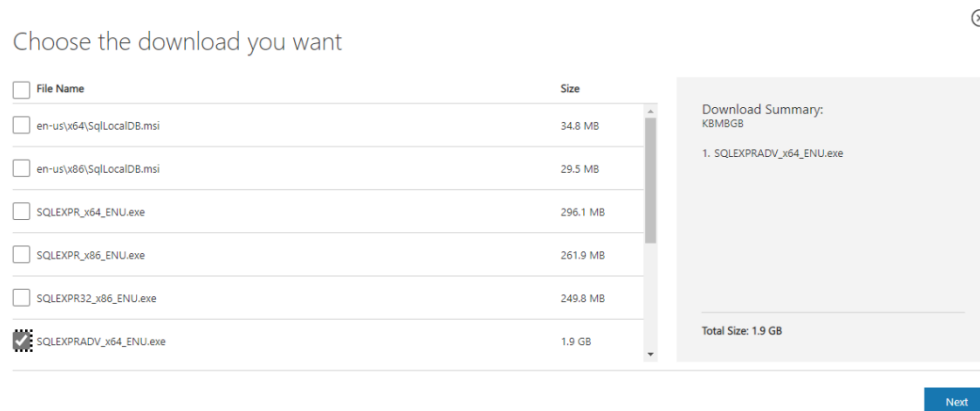 Choose the download you want
File Name Size
en-us\x64\SqlLocalDB.msi 34.8 MB
en-us\x86\SqlLocalDB.msi 29.5 MB
SQLEXPR_x64_ENU.exe 296.1 MB
SQLEXPR_x86_ENU.exe 261.9 MB
SQLEXPR32_x86_ENU.exe 249.8 MB
SQLEXPRADV_x64_ENU.exe 1.9 GB
Download Summary:
KBMBGB
1. SQLEXPRADV_x64_ENU.exe
Total Size: 1.9 GB
Next